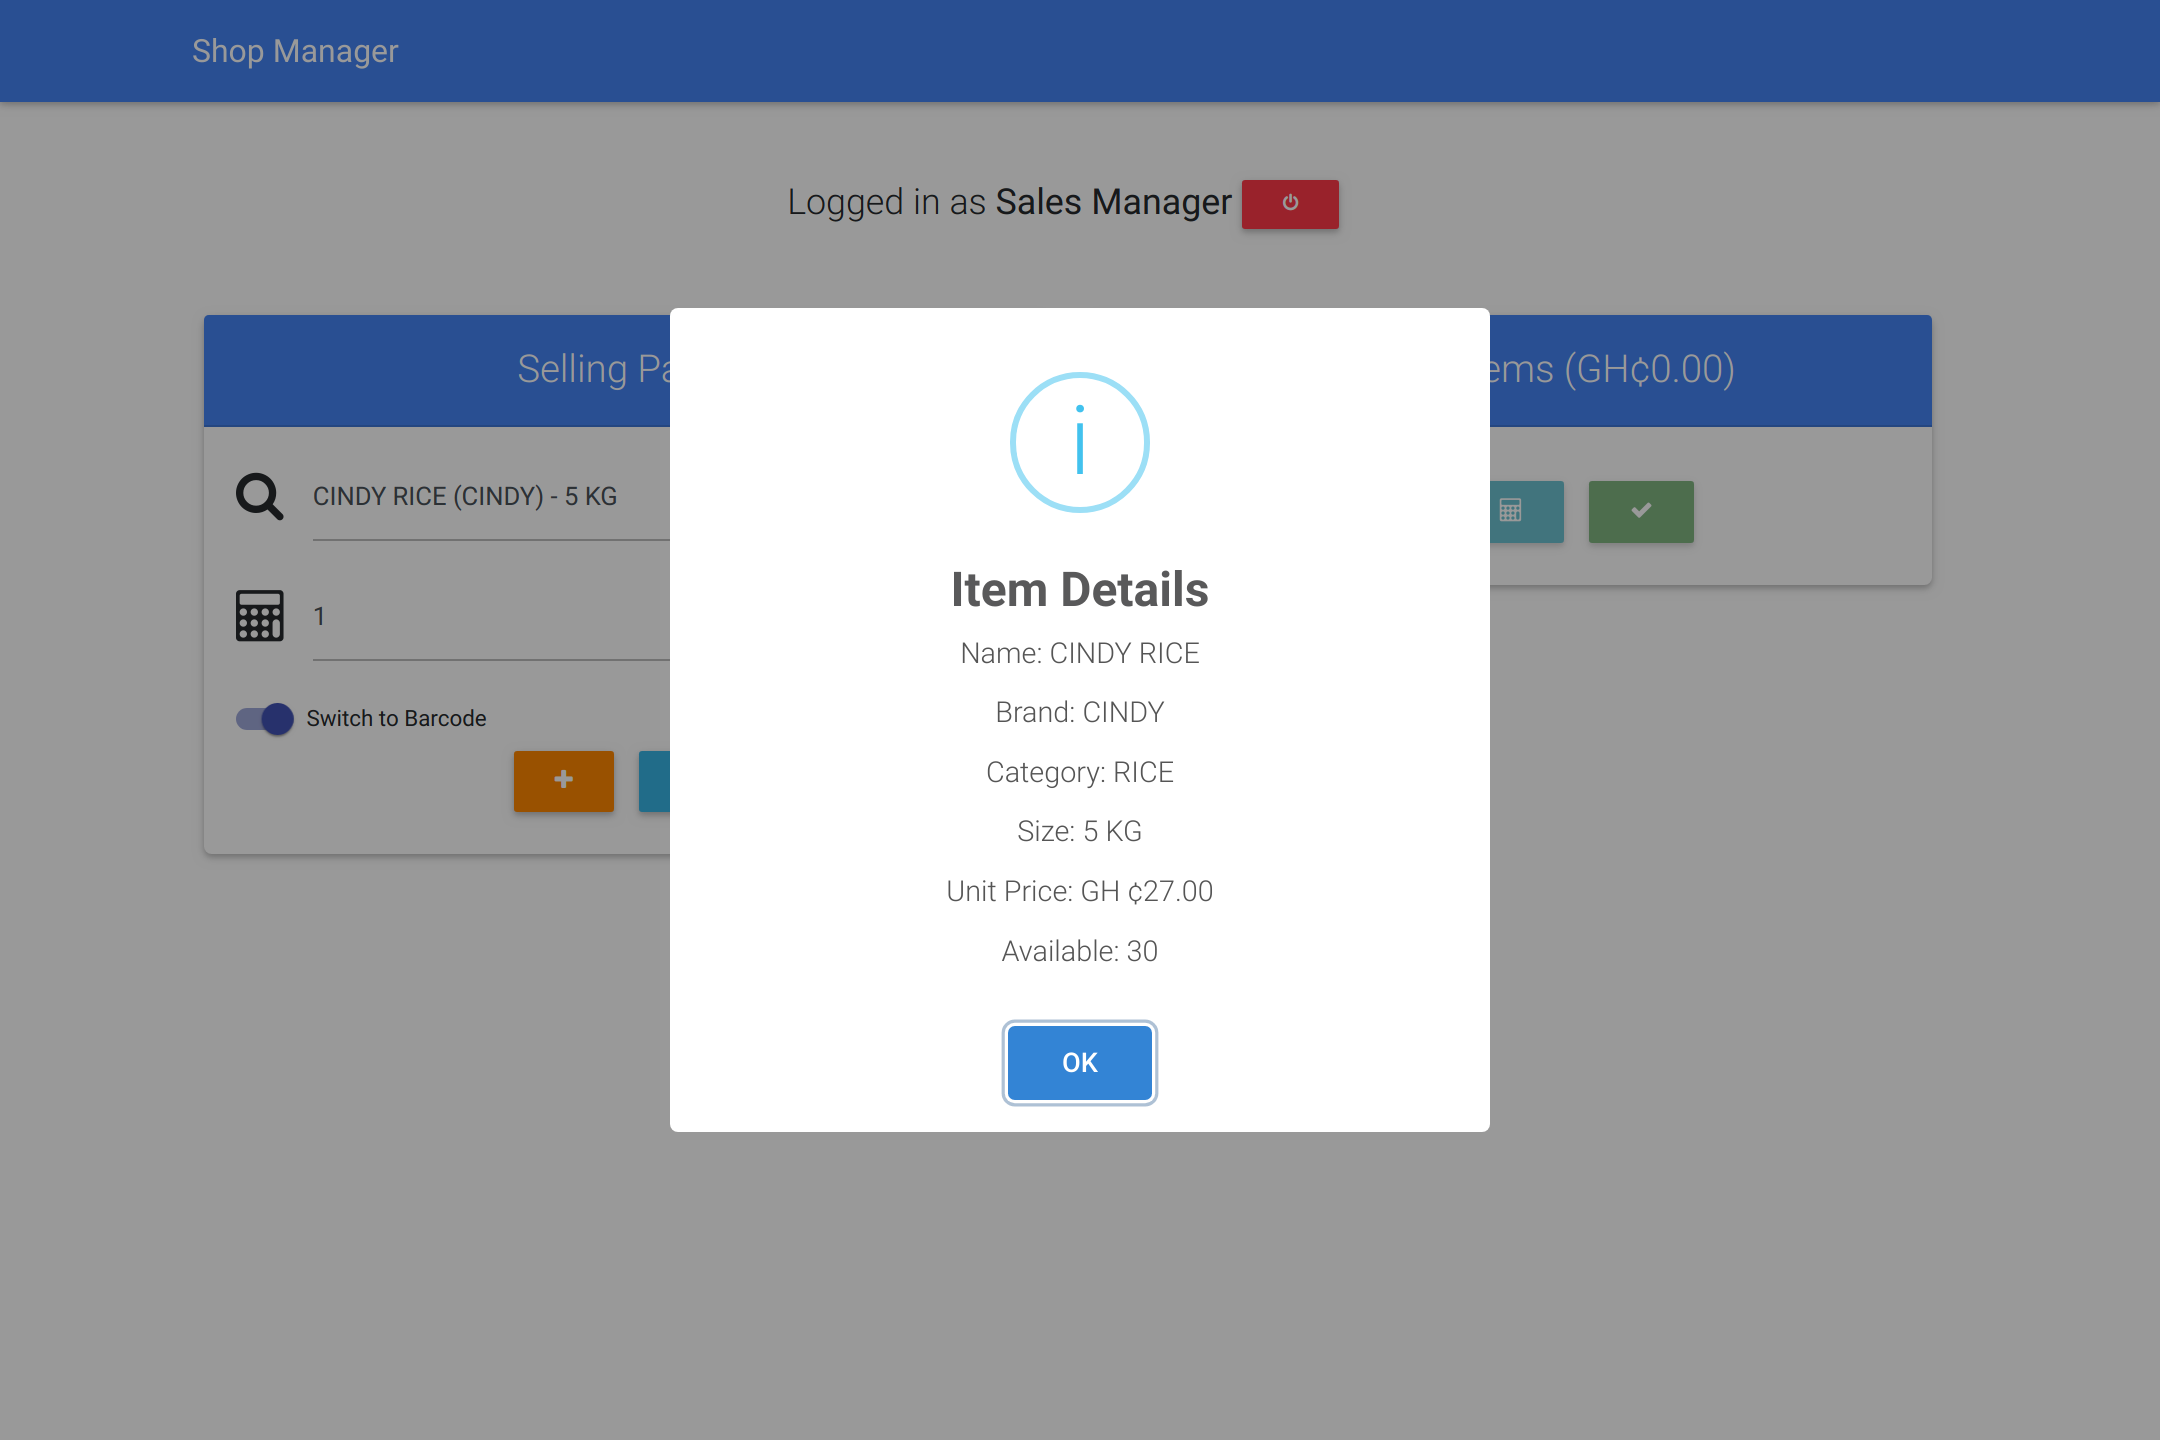 Shop Manager
Logged in as Sales Manager
Selling
(GH¢0.00)
CINDY RICE (CINDY) - 5 KG
1
Switch to Barcode
Item Details
Name: CINDY RICE
Brand: CINDY
Category: RICE
Size: 5 KG
Unit Price: GH ¢27.00
Available: 30
OK